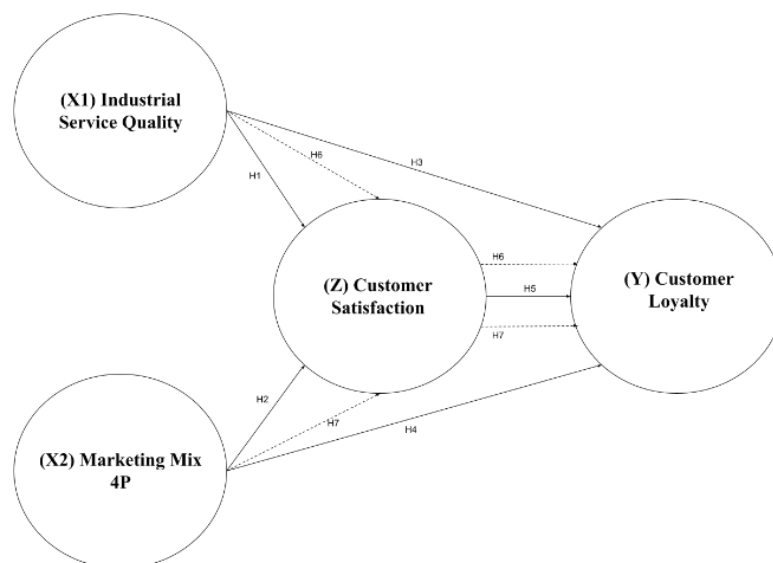 (X1) Industrial
Service Quality
H6
H3
H1
H6
(Z) Customer
Satisfaction
H5
(Y) Customer
Loyalty
H7
H2
H7
H4
(X2) Marketing Mix
4P